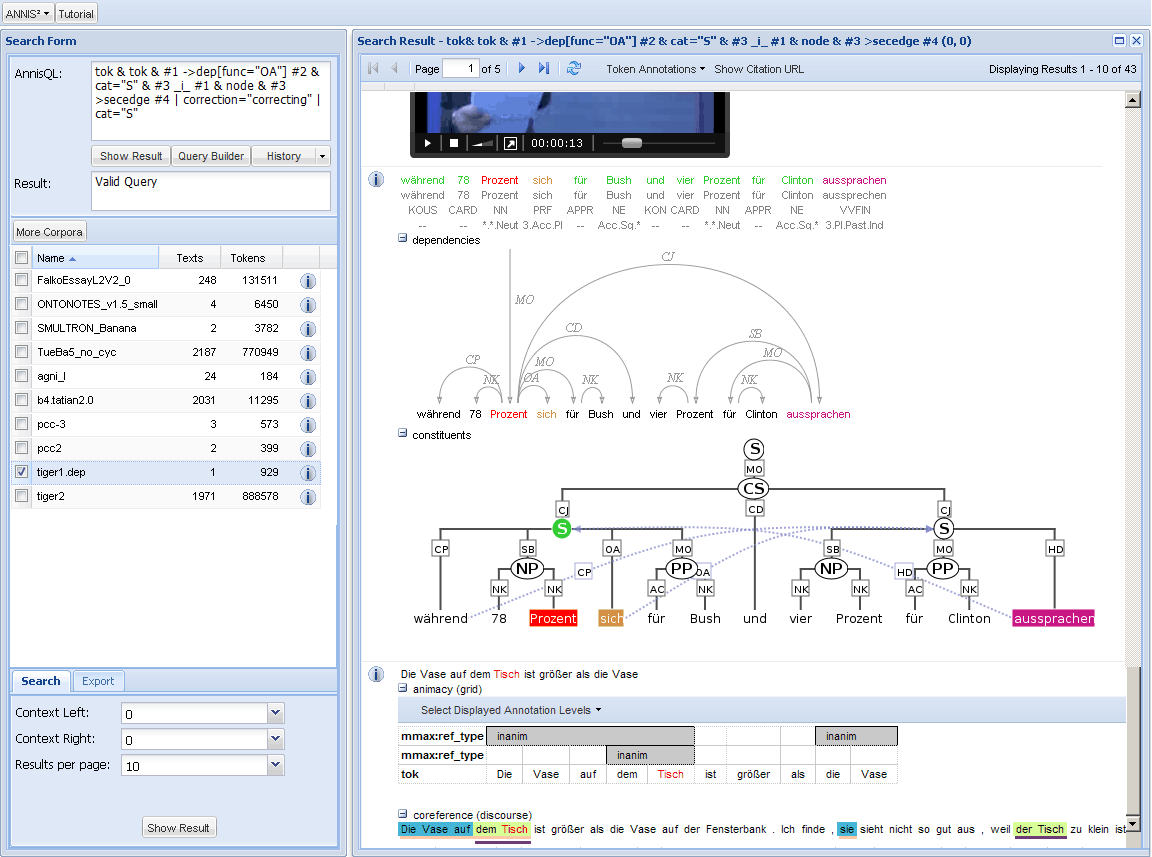 ANNIS² Tutorial
Search Form
AnnisQL:
tok & tok & #1 ->dep[func="OA"] #2 &
cat="S" & #3 _i_ #1 & node & #3
>secedge #4 | correction="correcting" |
cat="S"
Show Result Query Builder History
Result:
Valid Query
More Corpora
Name Texts Tokens
FalkoEssayL2V2_0 248 131511
ONTONOTES_v1.5_small 4 6450
SMULTRON_Banana 2 3782
TueBa5_no_cyc 2187 770949
agni_I 24 184
b4.tatian2.0 2031 11295
pcc-3 3 573
pcc2 2 399
tiger1.dep 1 929
tiger2 1971 888578
Search Export
Context Left: 0
Context Right: 0
Results per page: 10
Show Result
Search Result - tok& tok & #1 ->dep[func="OA"] #2 & cat="S" & #3 _i_ #1 & node & #3 >secedge #4 (0, 0)
Page 1 of 5 Token Annotations Show Citation URL Displaying Results 1 - 10 of 43
00:00:13
während 78 Prozent sich für Bush und vier Prozent für Clinton aussprachen
während 78 Prozent sich für Bush und vier Prozent für Clinton aussprechen
KOUS CARD NN PRF APPR NE KON CARD NN APPR NE VVFIN
-- -- *.*.Neut 3.Acc.Pl -- Acc.Sg.* -- -- *.*.Neut -- Acc.Sg.* 3.Pl.Past.Ind
dependencies
CJ
MO
CD SB
CP MO MO
NK OA NK NK NK
während 78 Prozent sich für Bush und vier Prozent für Clinton aussprachen
constituents
S
MO
CS
CJ CD CJ
S S
CP SB OA MO SB MO HD
NP CP PP OA NP HD PP
NK NK AC NK NK NK AC NK
während 78 Prozent sich für Bush und vier Prozent für Clinton aussprachen
Die Vase auf dem Tisch ist größer als die Vase
animacy (grid)
Select Displayed Annotation Levels
mmax:ref_type inanim inanim
mmax:ref_type inanim
tok Die Vase auf dem Tisch ist größer als die Vase
coreference (discourse)
Die Vase auf dem Tisch ist größer als die Vase auf der Fensterbank . Ich finde , sie sieht nicht so gut aus , weil der Tisch zu klein ist